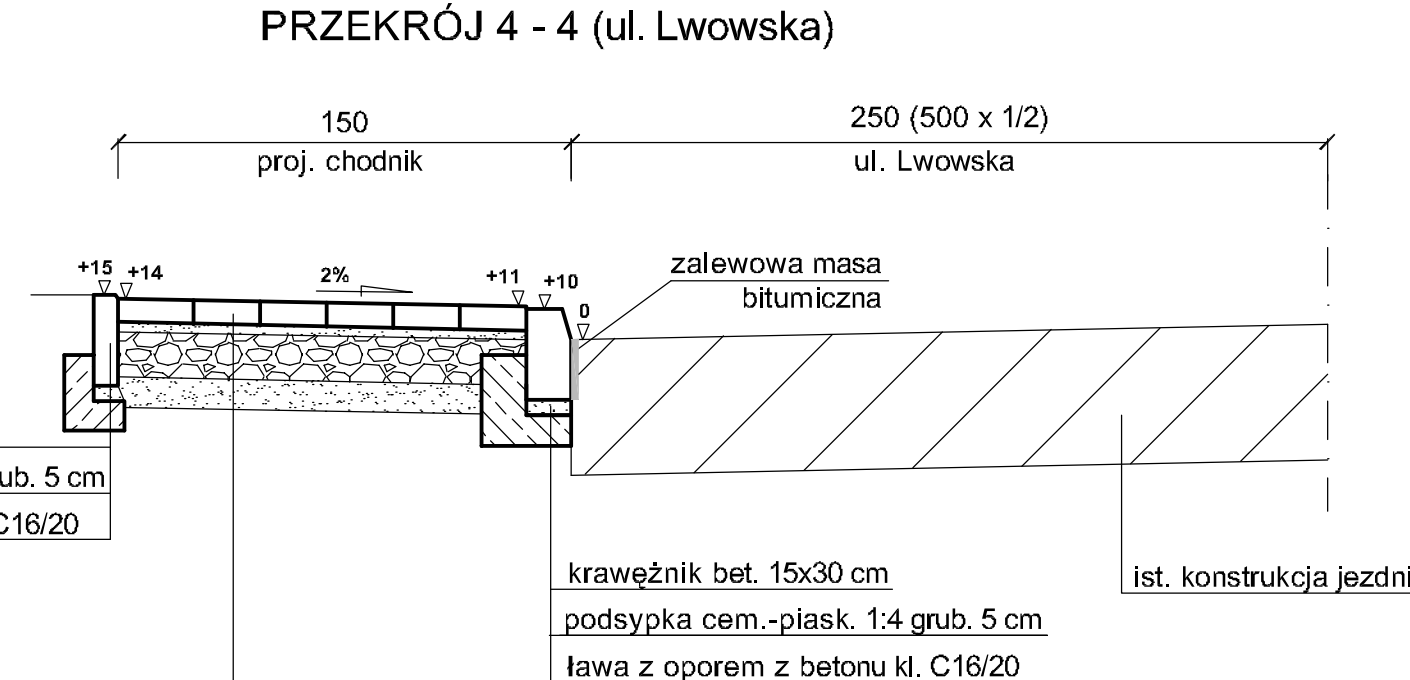 PRZEKRÓJ 4 - 4 (ul. Lwowska)
150
proj. chodnik
250 (500 x 1/2)
ul. Lwowska
+15
+14
2%
+11
+10
0
zalewowa masa
bitumiczna
5 cm
C16/20
krawężnik bet. 15x30 cm
podsypka cem.-piask. 1:4 grub. 5 cm
ława z oporem z betonu kl. C16/20
ist. konstrukcja jezdni